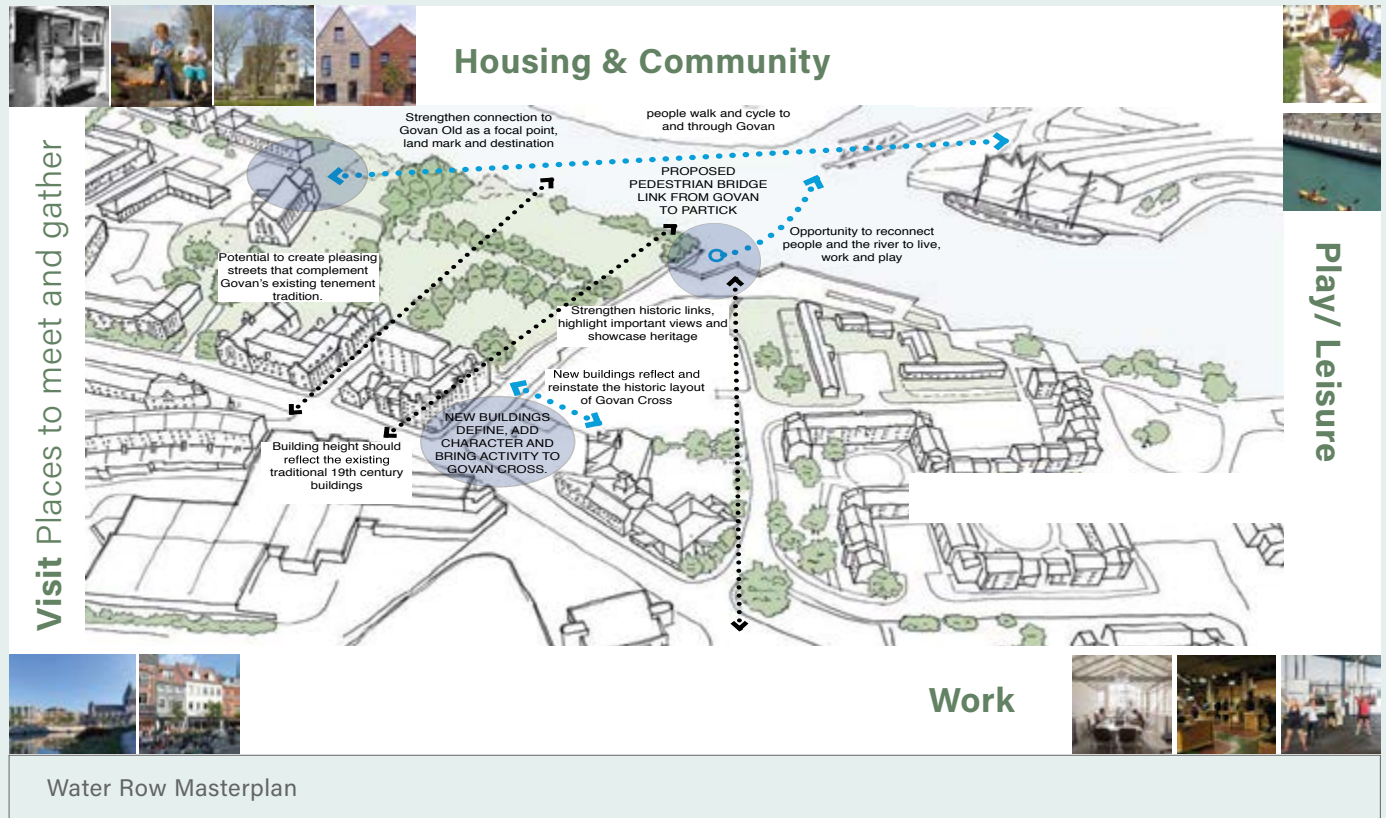 Housing & Community
Visit Places to meet and gather
Strengthen connection to
Govan Old as a focal point,
land mark and destination
people walk and cycle to
and through Govan
PROPOSED
PEDESTRIAN BRIDGE
LINK FROM GOVAN
TO PARTICK
Opportunity to reconnect
people and the river to live,
work and play
Potential to create pleasing
streets that complement
Govan's existing tenement
tradition.
Strengthen historic links,
highlight important views and
showcase heritage
New buildings reflect and
reinstate the historic layout
of Govan Cross
NEW BUILDINGS
DEFINE, ADD
CHARACTER AND
BRING ACTIVITY TO
GOVAN CROSS.
Building height should
reflect the existing
traditional 19th century
buildings
Play/ Leisure
Work
Water Row Masterplan